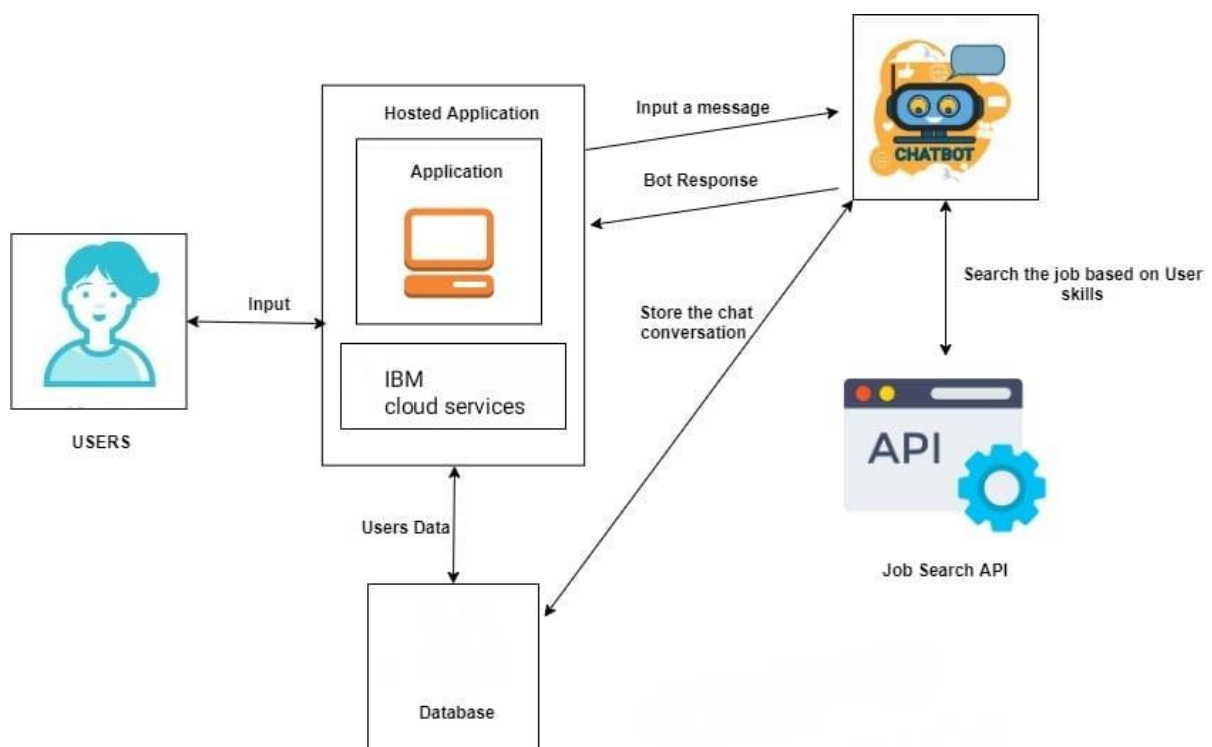 CHATBOT
Hosted Application
Input a message
Application
Bot Response
Search the job based on User
skills
Input
Store the chat
conversation
IBM
cloud services
USERS
API
Users Data
Job Search API
Database